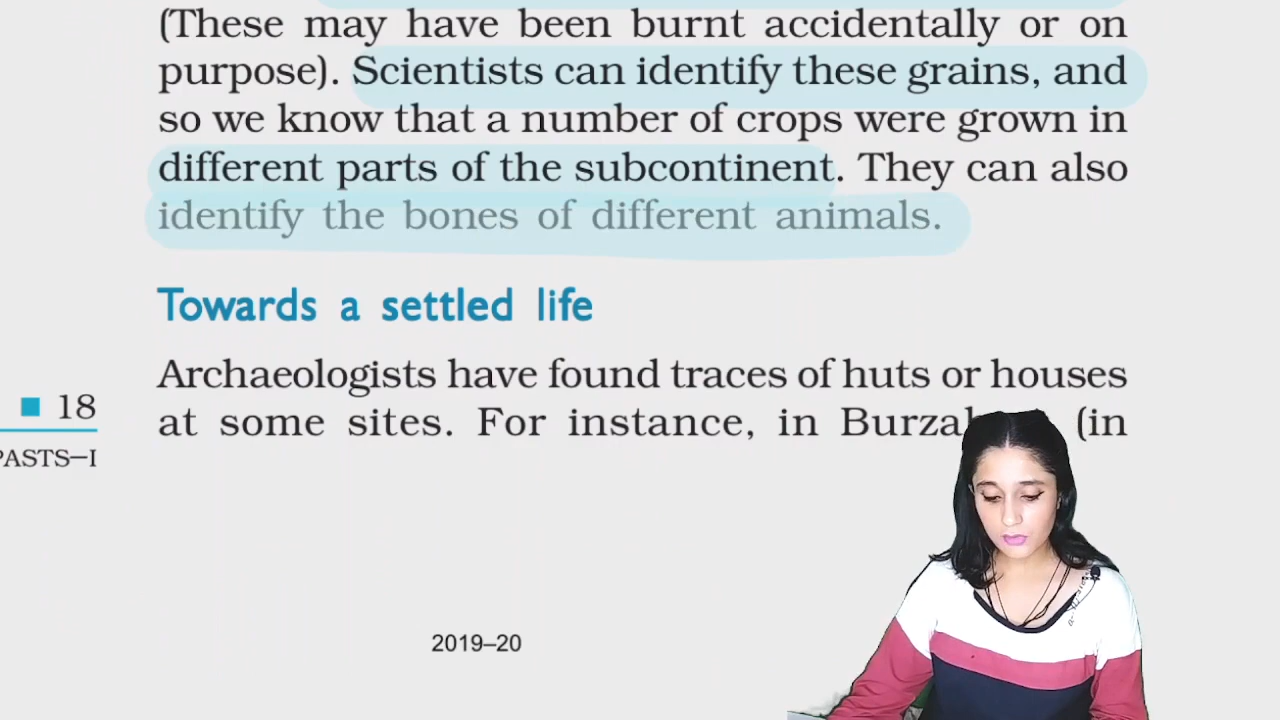 (These may have been burnt accidentally or on
purpose). Scientists can identify these grains, and
so we know that a number of crops were grown in
different parts of the subcontinent. They can also
identify the bones of different animals.
Towards a settled life
Archaeologists have found traces of huts or houses
18
at some sites. For instance, in (in
PASTS–I
2019–20